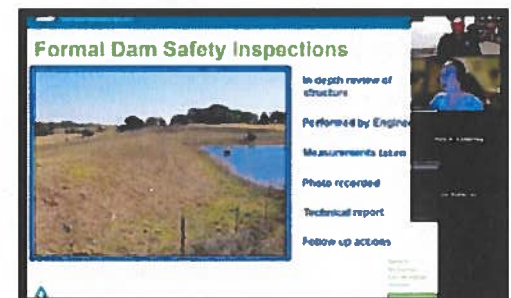 Formal Dam Safety Inspections
In depth review of
structure
Performed by Enginee
Measurements taken
Photo recorded
Technical report
Follow up actions